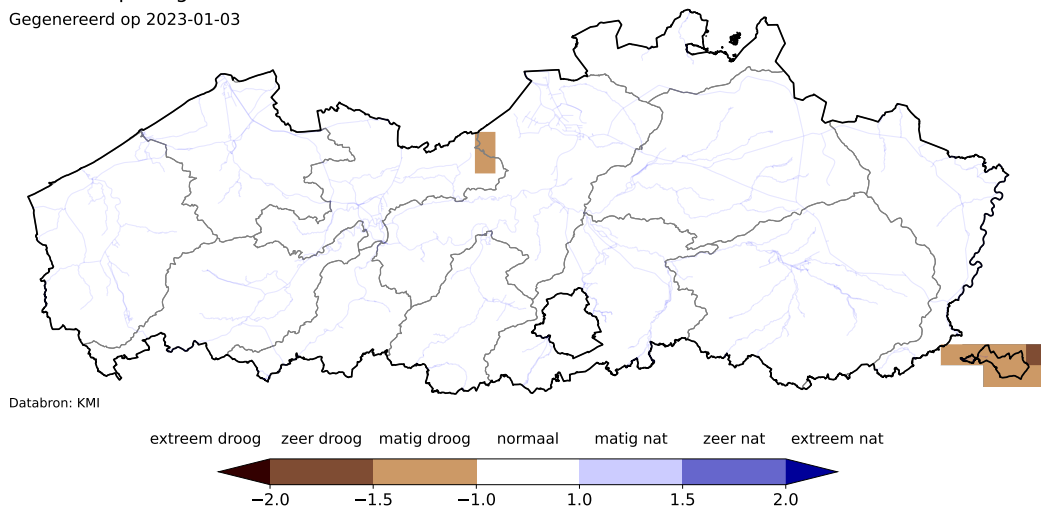 Gegenereerd op 2023-01-03
Databron: KMI
extreem droog zeer droog matig droog normaal matig nat zeer nat extreem nat
−2.0 −1.5 −1.0 1.0 1.5 2.0